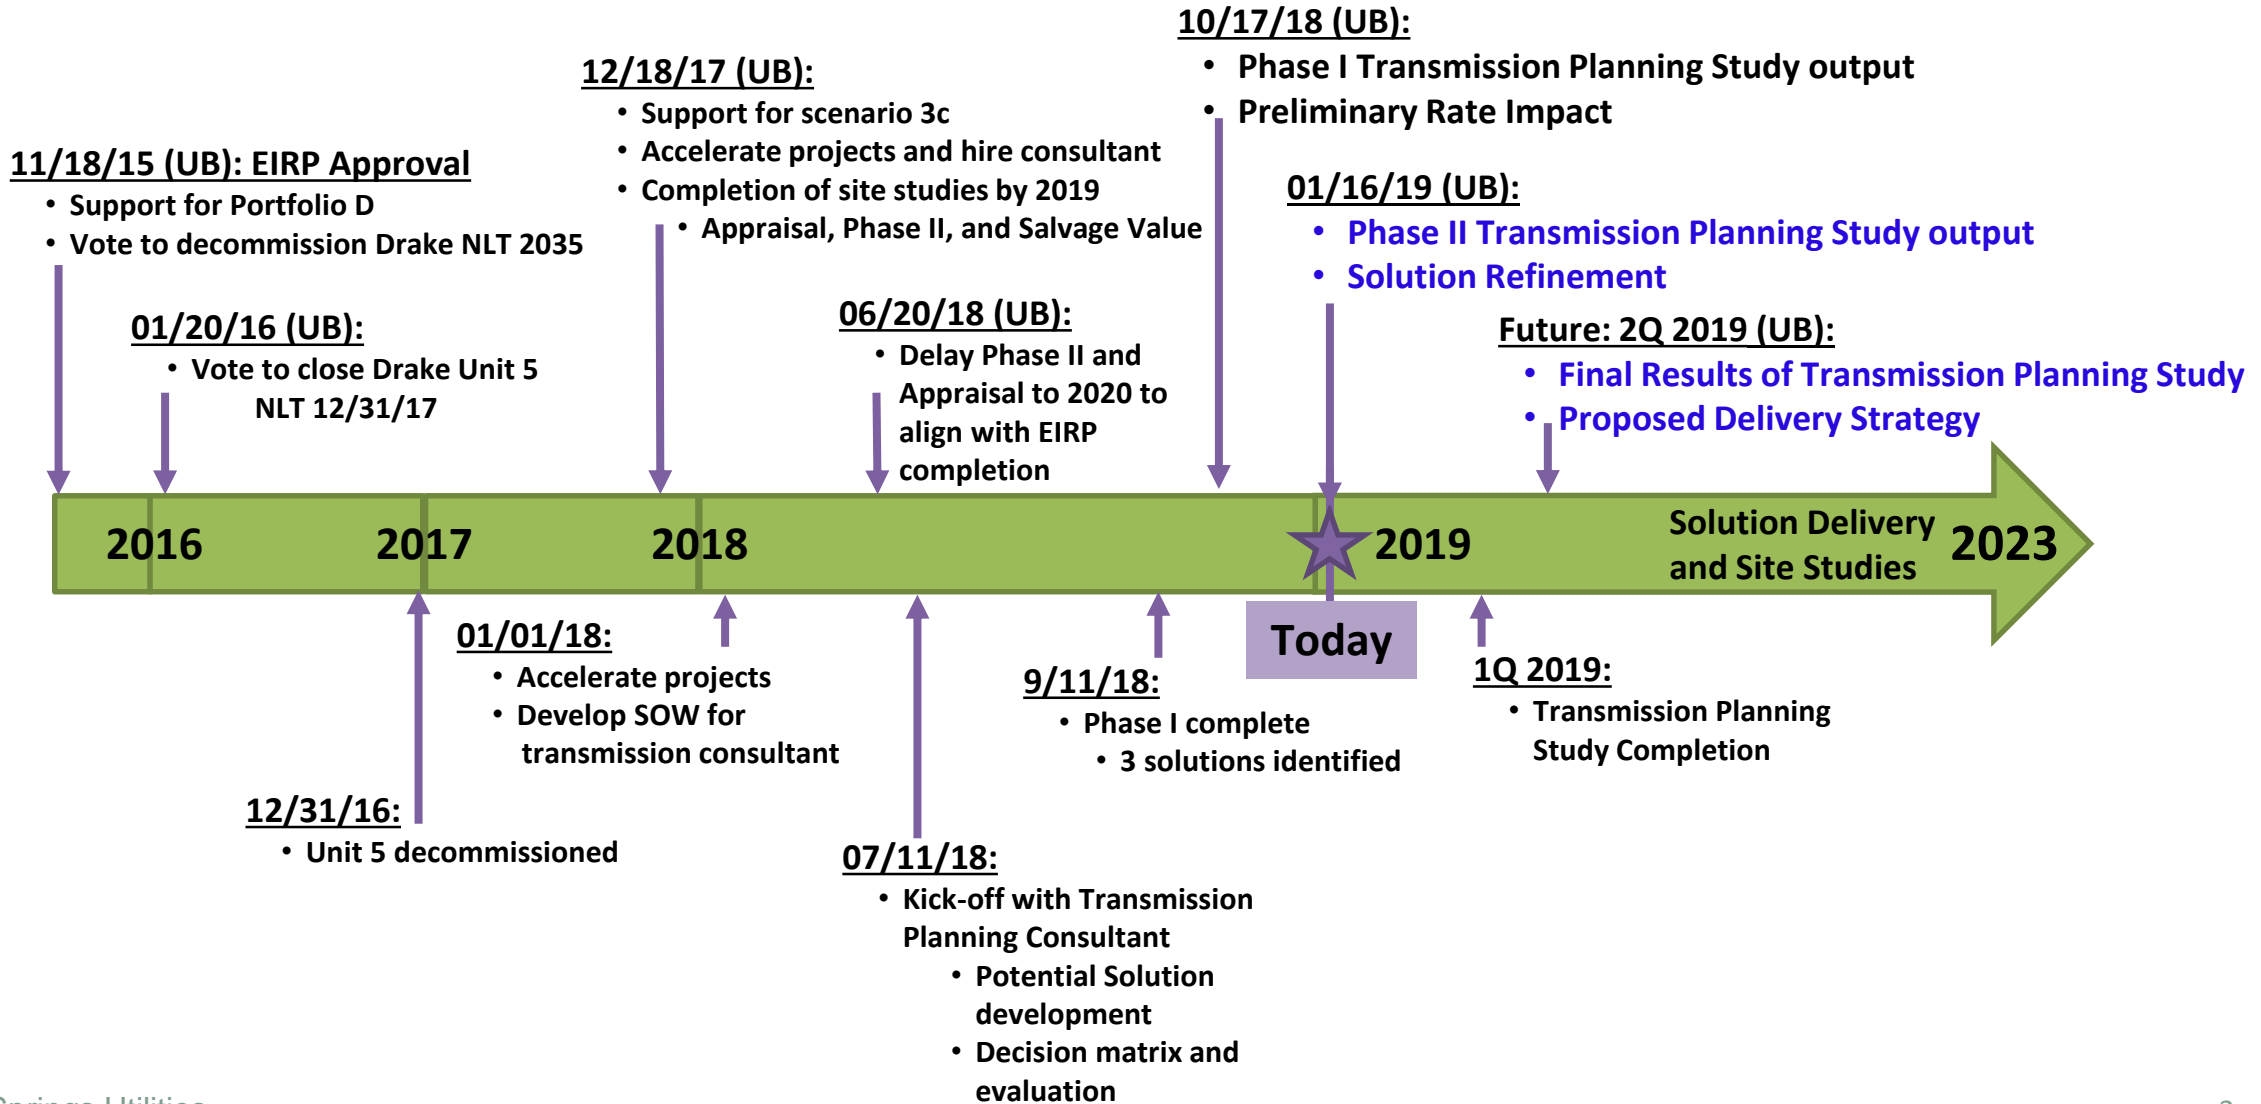 10/17/18 (UB):
• Phase I Transmission Planning Study output
• Preliminary Rate Impact
12/18/17 (UB):
• Support for scenario 3c
• Accelerate projects and hire consultant
• Completion of site studies by 2019
• Appraisal, Phase II, and Salvage Value
11/18/15 (UB): EIRP Approval
• Support for Portfolio D
• Vote to decommission Drake NLT 2035
01/16/19 (UB):
• Phase II Transmission Planning Study output
• Solution Refinement
01/20/16 (UB):
• Vote to close Drake Unit 5
NLT 12/31/17
06/20/18 (UB):
• Delay Phase II and
Appraisal to 2020 to
align with EIRP
completion
Future: 2Q 2019 (UB):
• Final Results of Transmission Planning Study
• Proposed Delivery Strategy
2016
2017
2018
2019
Solution Delivery
and Site Studies
2023
Today
01/01/18:
• Accelerate projects
• Develop SOW for
transmission consultant
9/11/18:
• Phase I complete
• 3 solutions identified
1Q 2019:
• Transmission Planning
Study Completion
12/31/16:
• Unit 5 decommissioned
07/11/18:
• Kick-off with Transmission
Planning Consultant
• Potential Solution
development
• Decision matrix and
evaluation